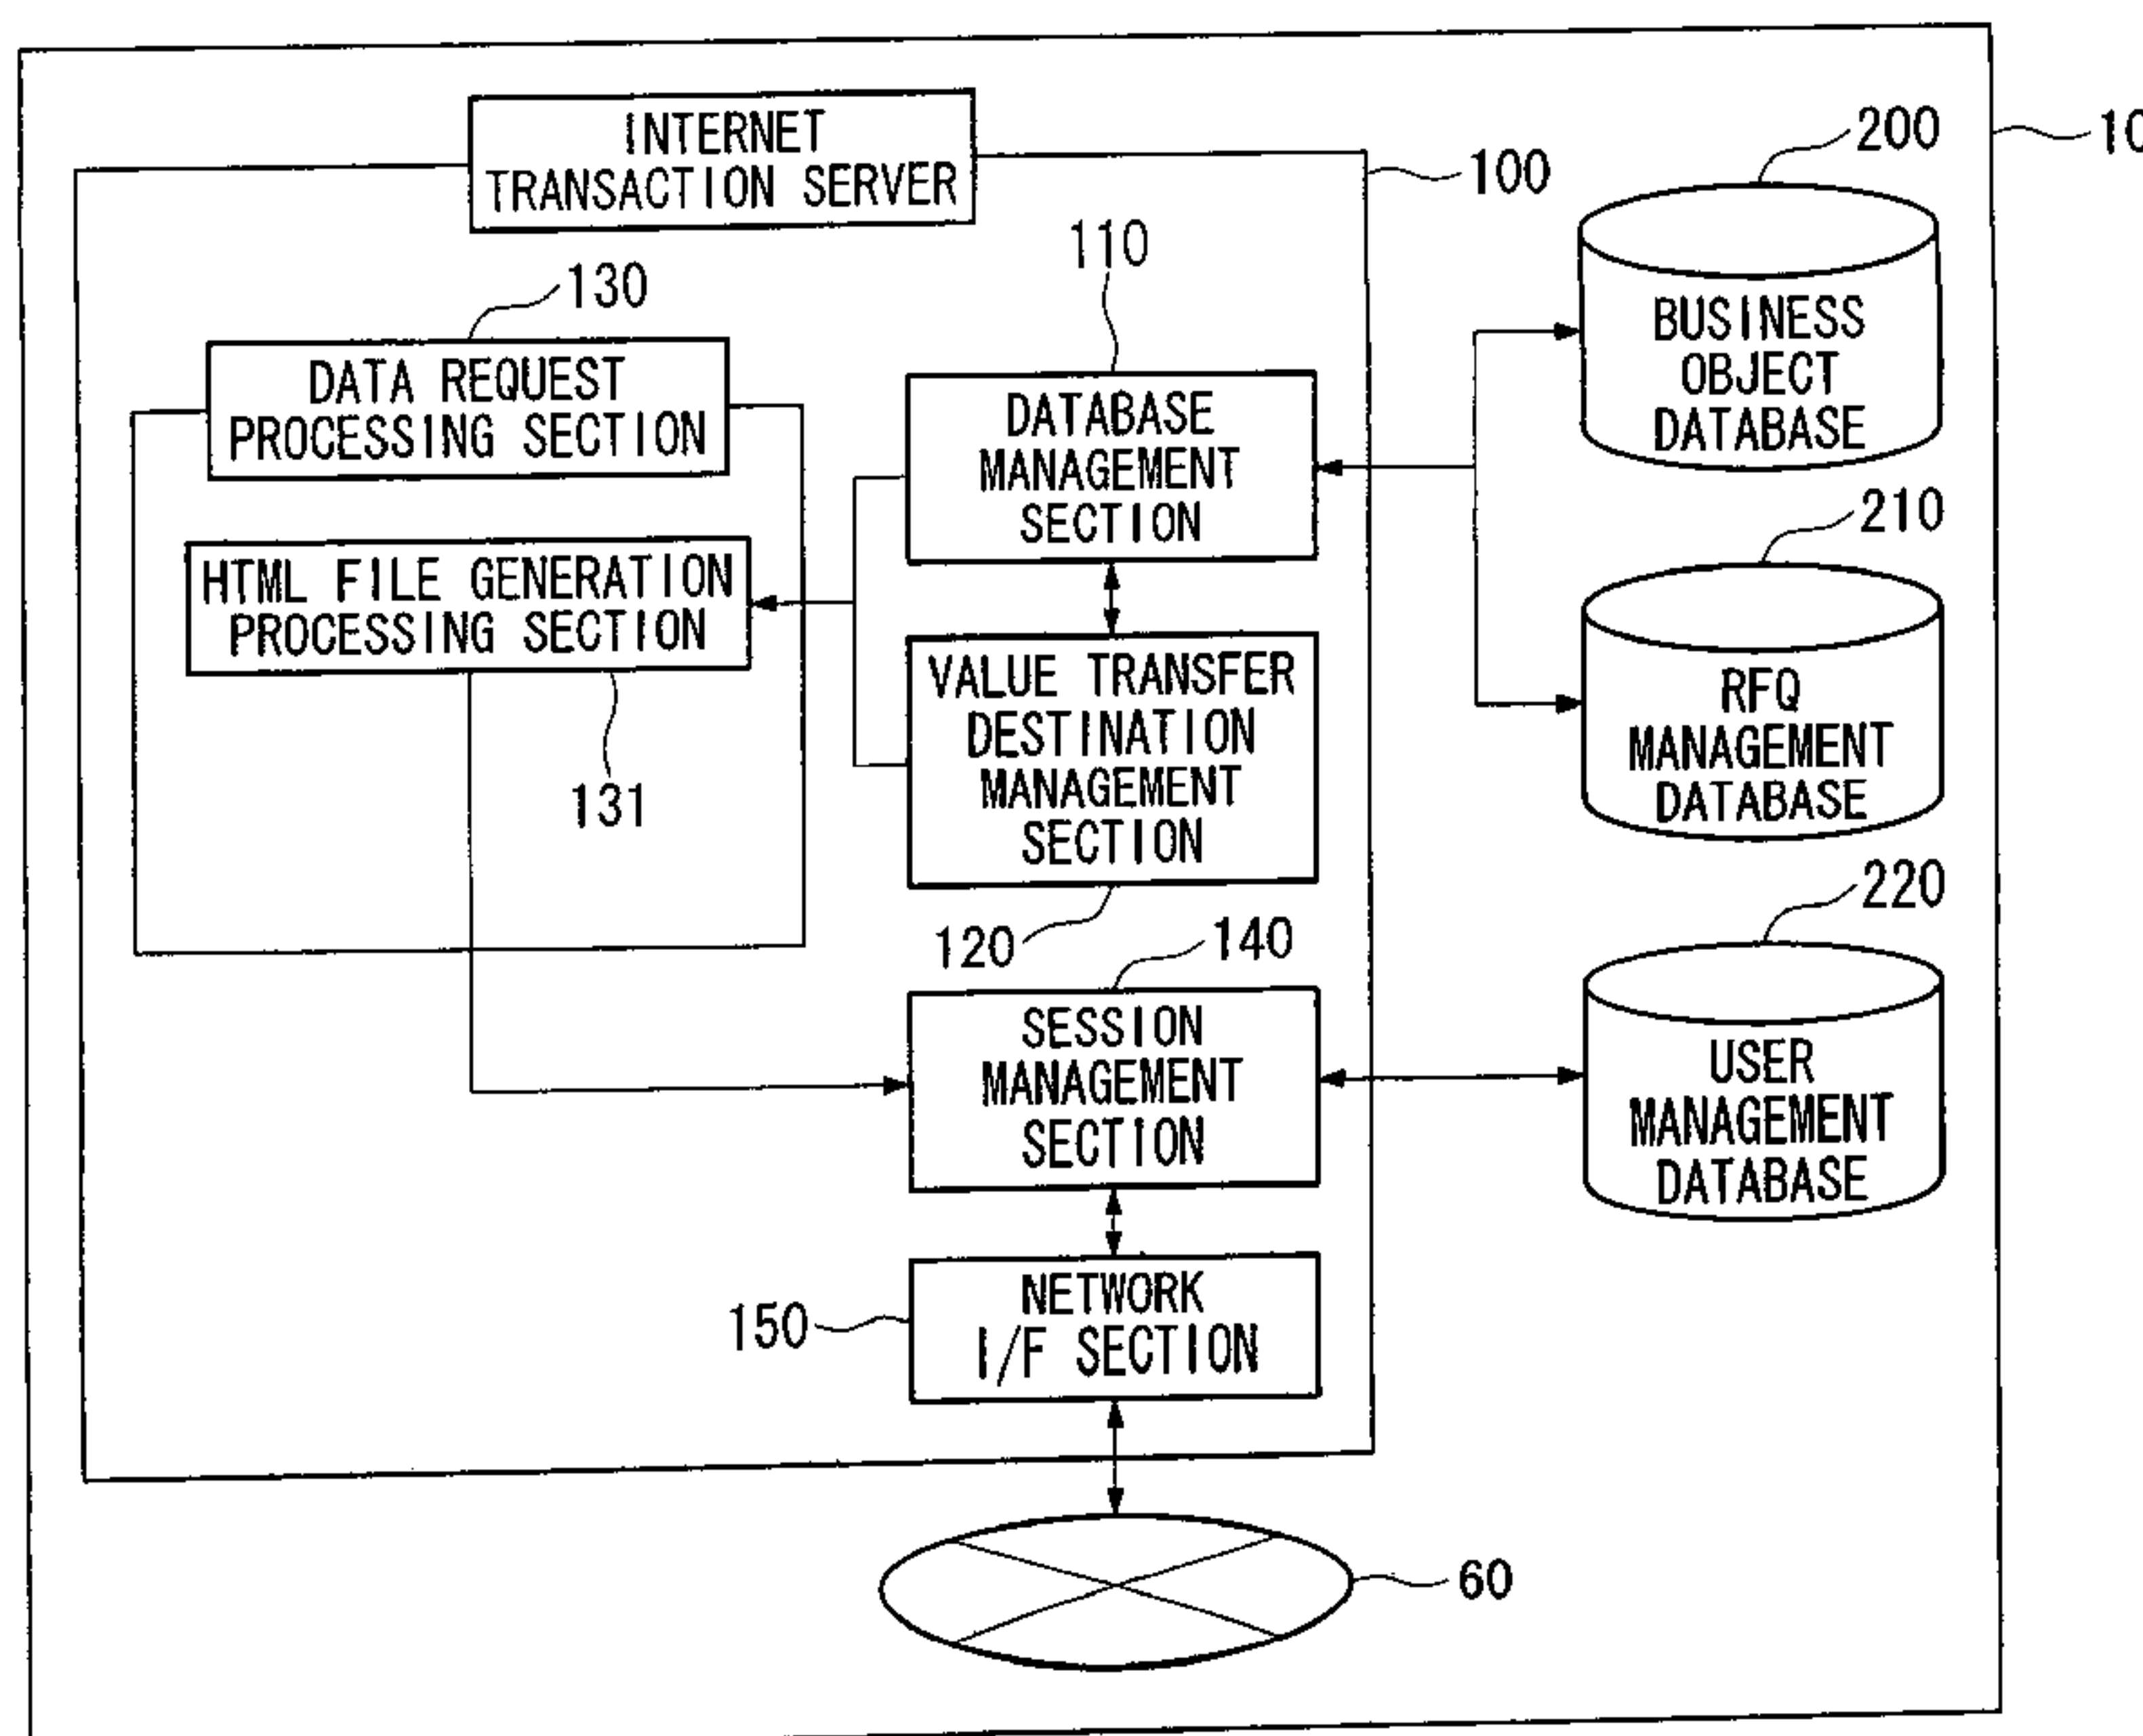 INTERNET
TRANSACTION SERVER
100
200
10
110
130
DATA REQUEST
PROCESSING SECTION
DATABASE
MANAGEMENT
SECTION
BUSINESS
OBJECT
DATABASE
210
HTML FILE GENERATION
PROCESSING SECTION
131
VALUE TRANSFER
DESTINATION
MANAGEMENT
SECTION
120
RFQ
MANAGEMENT
DATABASE
220
140
SESSION
MANAGEMENT
SECTION
USER
MANAGEMENT
DATABASE
150
NETWORK
I/F SECTION
60